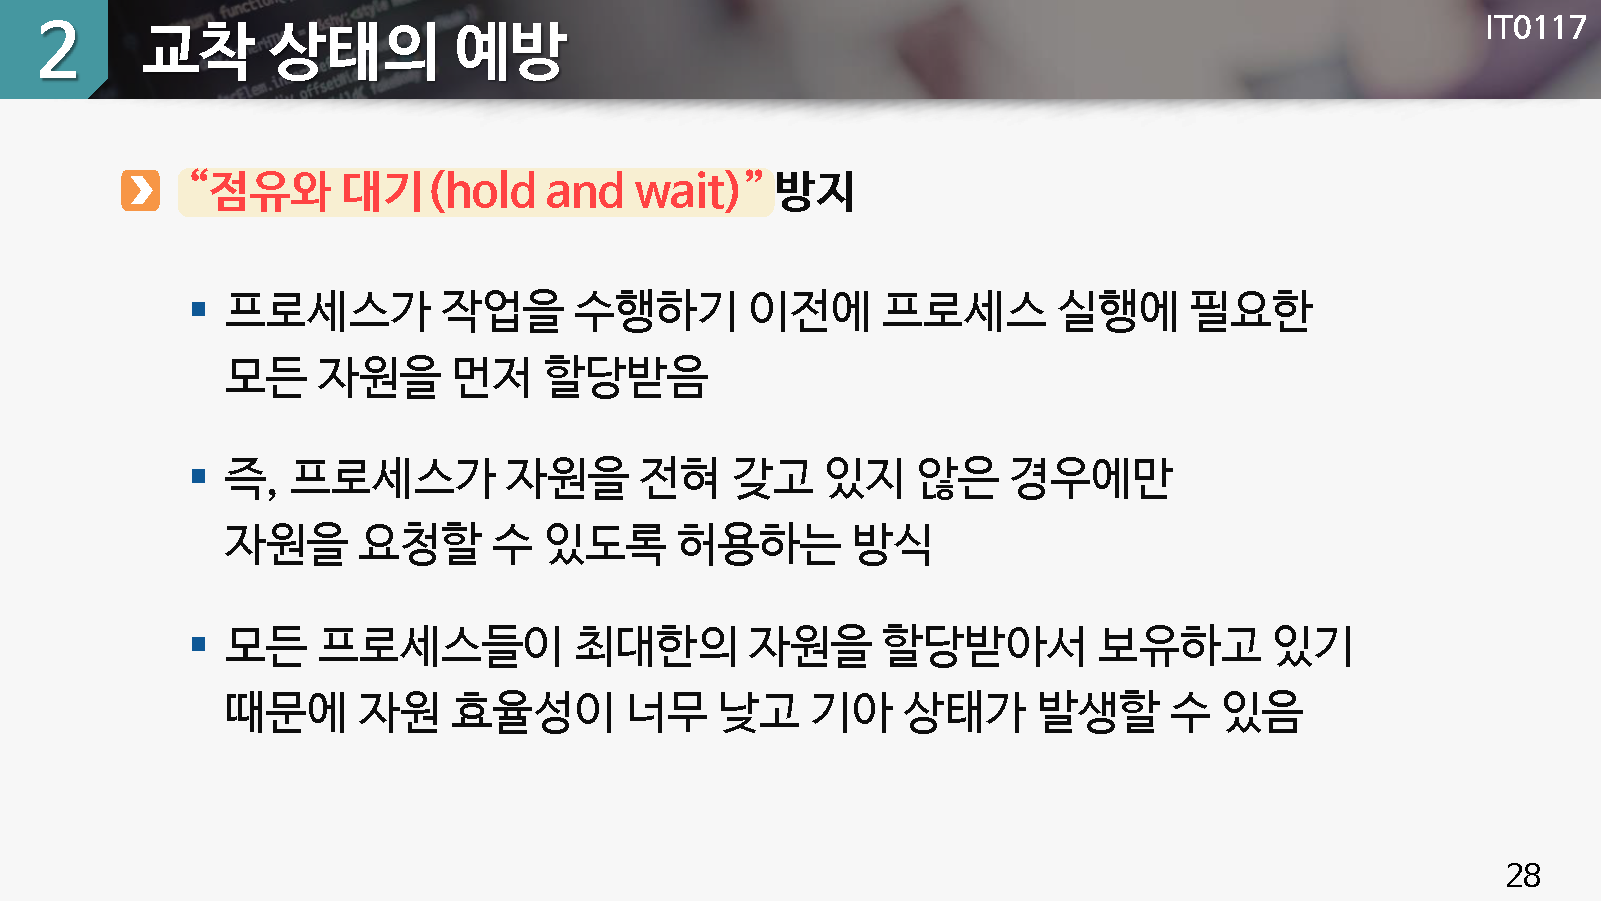 2 교착 상태의 예방
IT0117
“점유와 대기(hold and wait)” 방지
▪ 프로세스가 작업을 수행하기 이전에 프로세스 실행에 필요한
모든 자원을 먼저 할당받음
▪ 즉, 프로세스가 자원을 전혀 갖고 있지 않은 경우에만
자원을 요청할 수 있도록 허용하는 방식
▪ 모든 프로세스들이 최대한의 자원을 할당받아서 보유하고 있기
때문에 자원 효율성이 너무 낮고 기아 상태가 발생할 수 있음
28